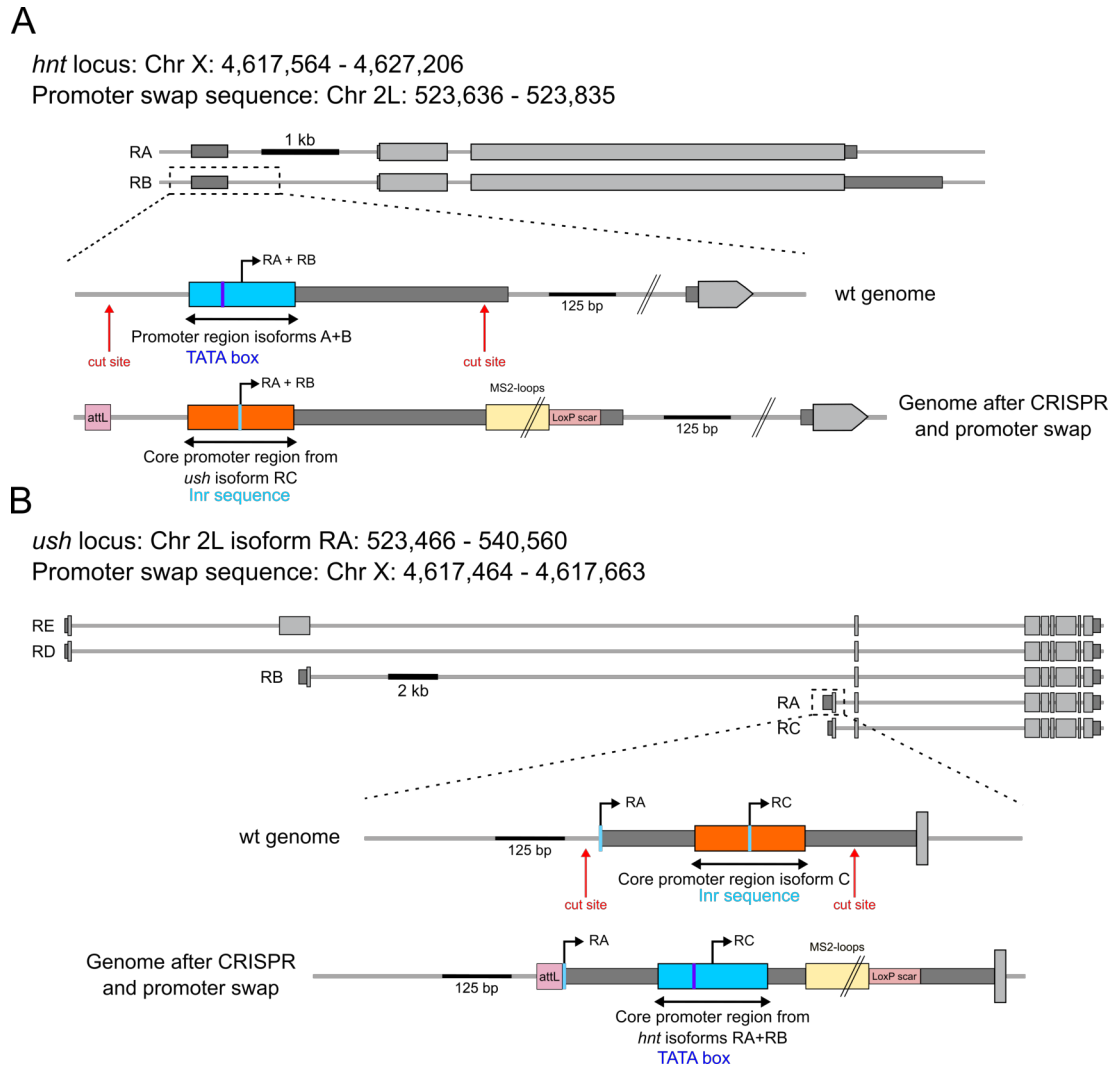 A
hnt locus: Chr X: 4,617,564 - 4,627,206
Promoter swap sequence: Chr 2L: 523,636 - 523,835
1 kb
RA
RB
RA + RB
125 bp
wt genome
cut site
Promoter region isoforms A+B
TATA box
cut site
RA + RB
MS2-loops
attL
LoxP scar
125 bp
Genome after CRISPR
and promoter swap
Core promoter region from
ush isoform RC
Inr sequence
B
ush locus: Chr 2L isoform RA: 523,466 - 540,560
Promoter swap sequence: Chr X: 4,617,464 - 4,617,663
RE
RD
RB
2 kb
RA
RC
wt genome
RA
RC
125 bp
cut site
Core promoter region isoform C
Inr sequence
cut site
Genome after CRISPR
and promoter swap
RA
RC
MS2-loops
125 bp
attL
LoxP scar
Core promoter region from
hnt isoforms RA+RB
TATA box